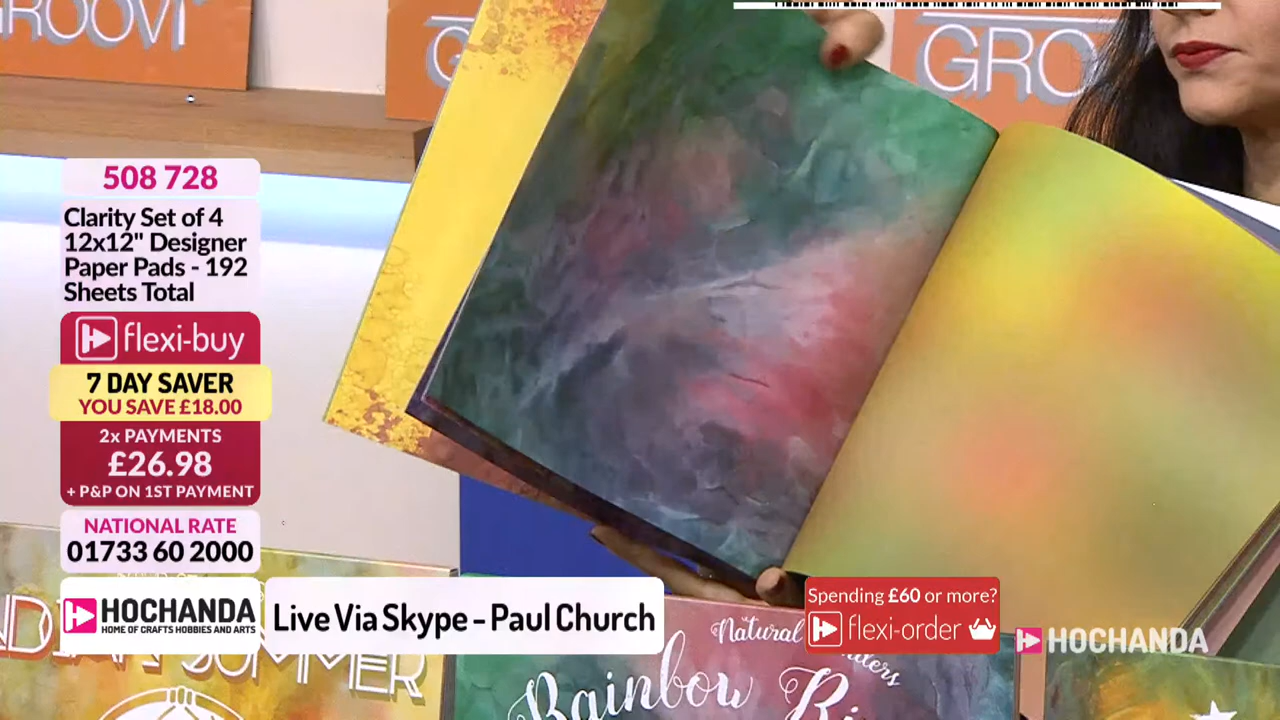 GROOVI
GRO
508 728
Clarity Set of 4
12x12" Designer
Paper Pads - 192
Sheets Total
flexi-buy
7 DAY SAVER
YOU SAVE £18.00
2x PAYMENTS
£26.98
+ P&P ON 1ST PAYMENT
NATIONAL RATE
01733 60 2000
HOCHANDA
HOME OF CRAFTS HOBBIES AND ARTS
Live Via Skype - Paul Church
Spending £60 or more?
flexi-order
HOCHANDA
SUMMER
Natural
Rainbow